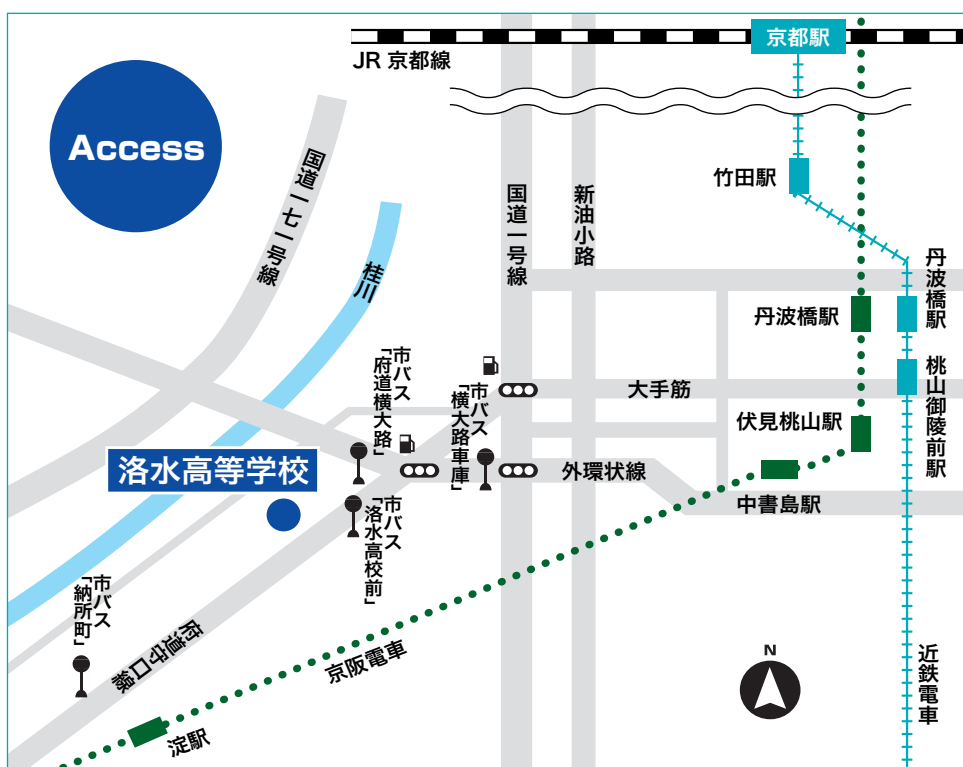 京都駅
JR 京都線
Access
竹田駅
国道一七一号線
国道一号線
新油小路
桂川
丹波橋駅
丹波橋駅
市バス
「府道横大路」
市バス
「横大路車庫」
大手筋
桃山御陵前駅
伏見桃山駅
洛水高等学校
外環状線
中書島駅
市バス
「洛水高校前」
市バス
「納所町」
府道守口線
京阪電車
近鉄電車
N
淀駅